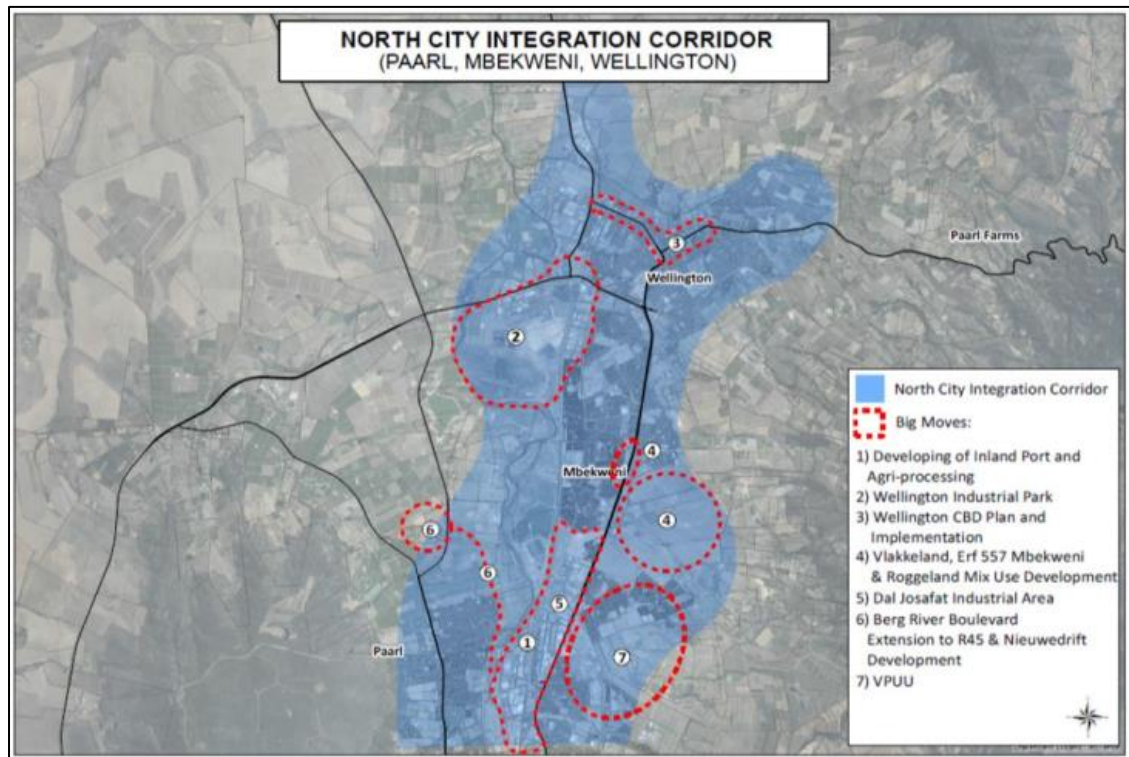 NORTH CITY INTEGRATION CORRIDOR
(PAARL, MBEKWENI, WELLINGTON)
Paarl Farms
3
Wellington
2
4
Mbekweni
4
6
6
5
1
7
Paarl
North City Integration Corridor
Big Moves:
1) Developing of Inland Port and
Agri-processing
2) Wellington Industrial Park
3) Wellington CBD Plan and
Implementation
4) Vlakkeland, Erf 557 Mbekweni
& Roggeland Mix Use Development
5) Dal Josafat Industrial Area
6) Berg River Boulevard
Extension to R45 & Nieuwedrift
Development
7) VPUU